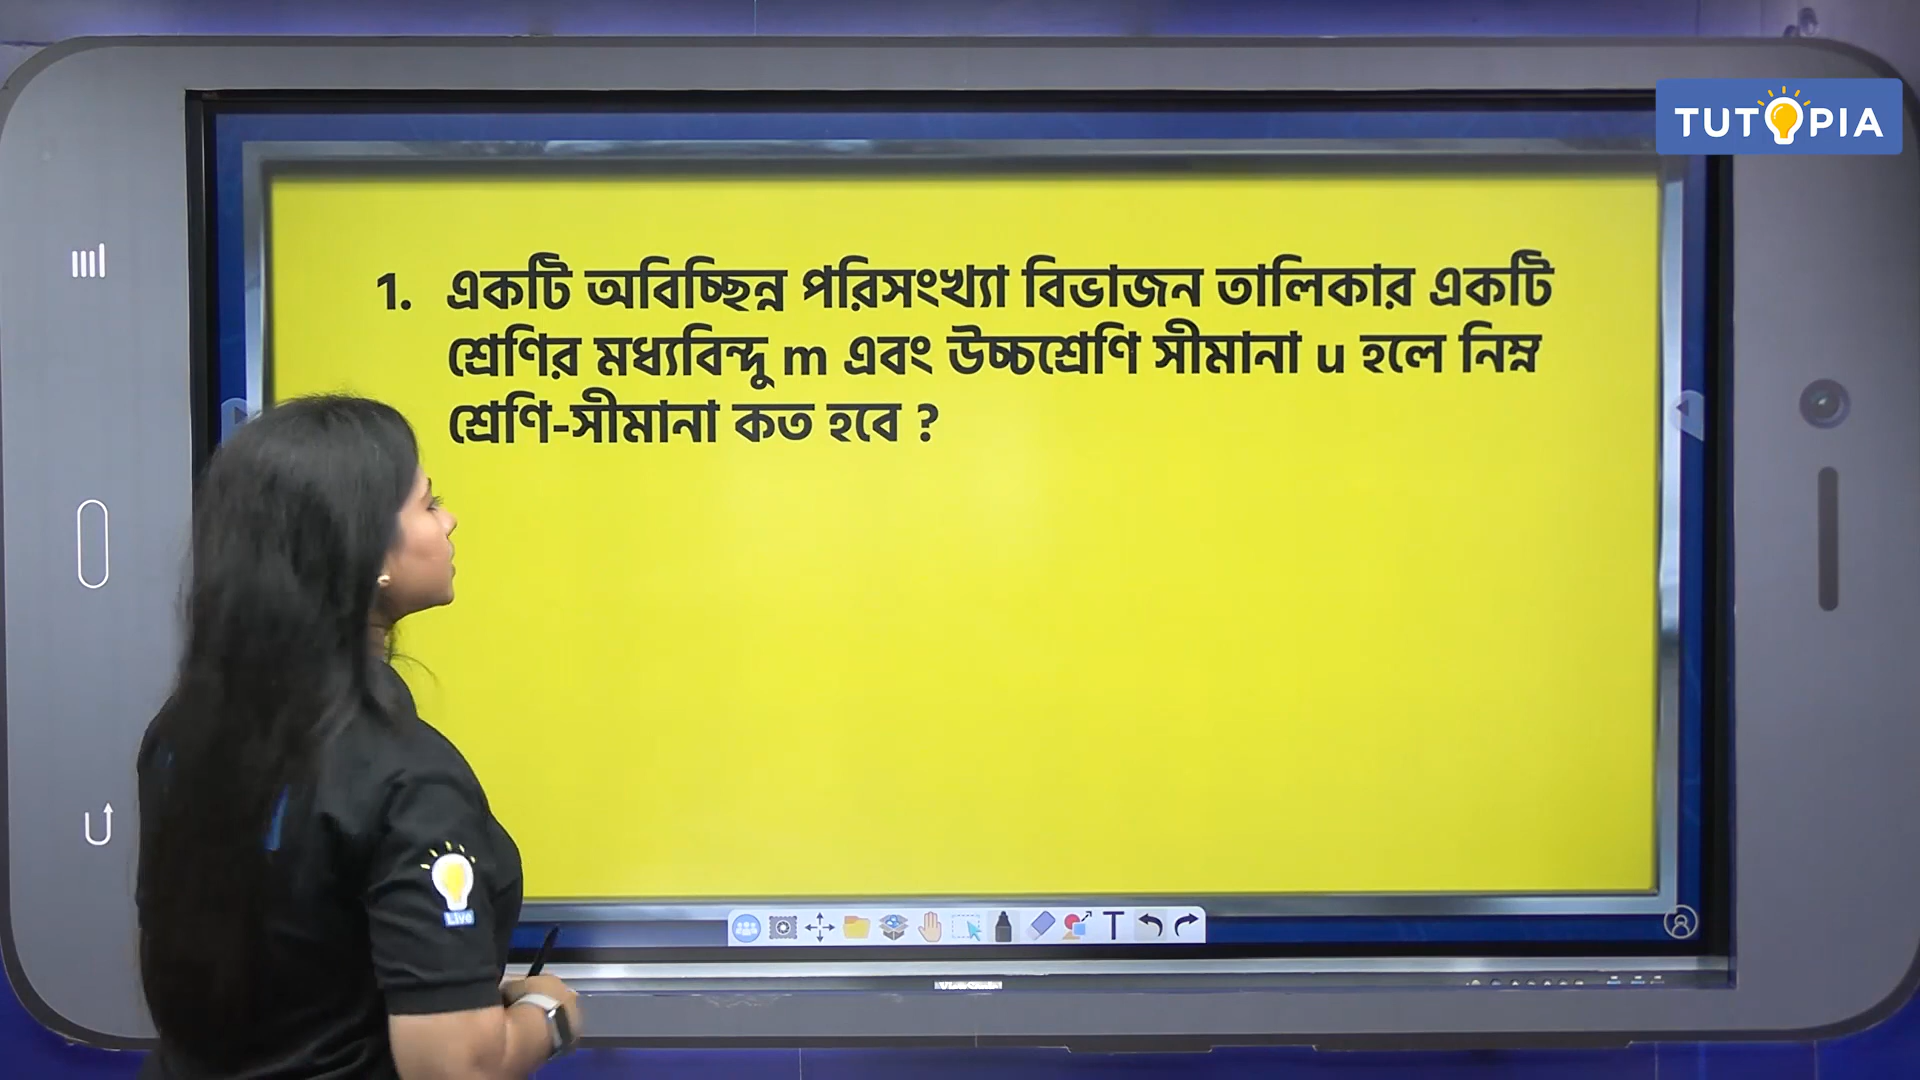 TUTOPIA
1. একটি অবিচ্ছিন্ন পরিসংখ্যা বিভাজন তালিকার একটি
শ্রেণির মধ্যবিন্দু m এবং উচ্চশ্রেণি সীমানা u হলে নিম্ন
শ্রেণি-সীমানা কত হবে ?
Live
T